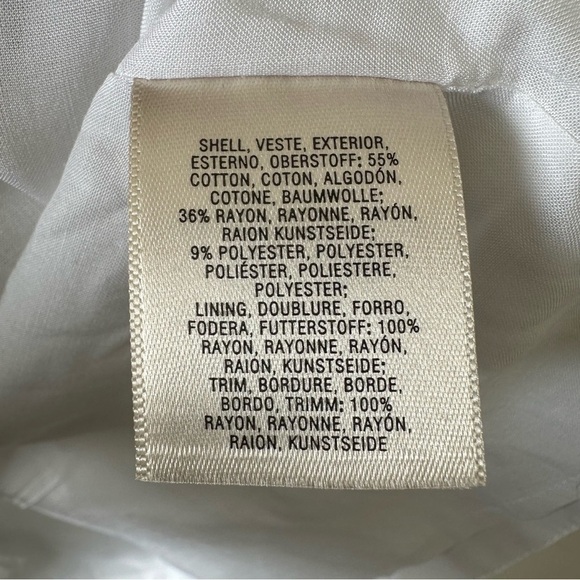 SHELL, VESTE, EXTERIOR,
ESTERNO, OBERSTOFF: 55%
COTTON, COTON, ALGODÓN,
COTONE, BAUMWOLLE;
36% RAYON, RAYONNE, RAYÓN,
RAION KUNSTSEIDE;
9% POLYESTER, POLYESTER,
POLIÉSTER, POLIESTERE,
POLYESTER;
LINING, DOUBLURE, FORRO,
FODERA, FUTTERSTOFF: 100%
RAYON, RAYONNE, RAYÓN,
RAION, KUNSTSEIDE;
TRIM, BORDURE, BORDE,
BORDO, TRIMM: 100%
RAYON, RAYONNE, RAYÓN,
RAION, KUNSTSEIDE